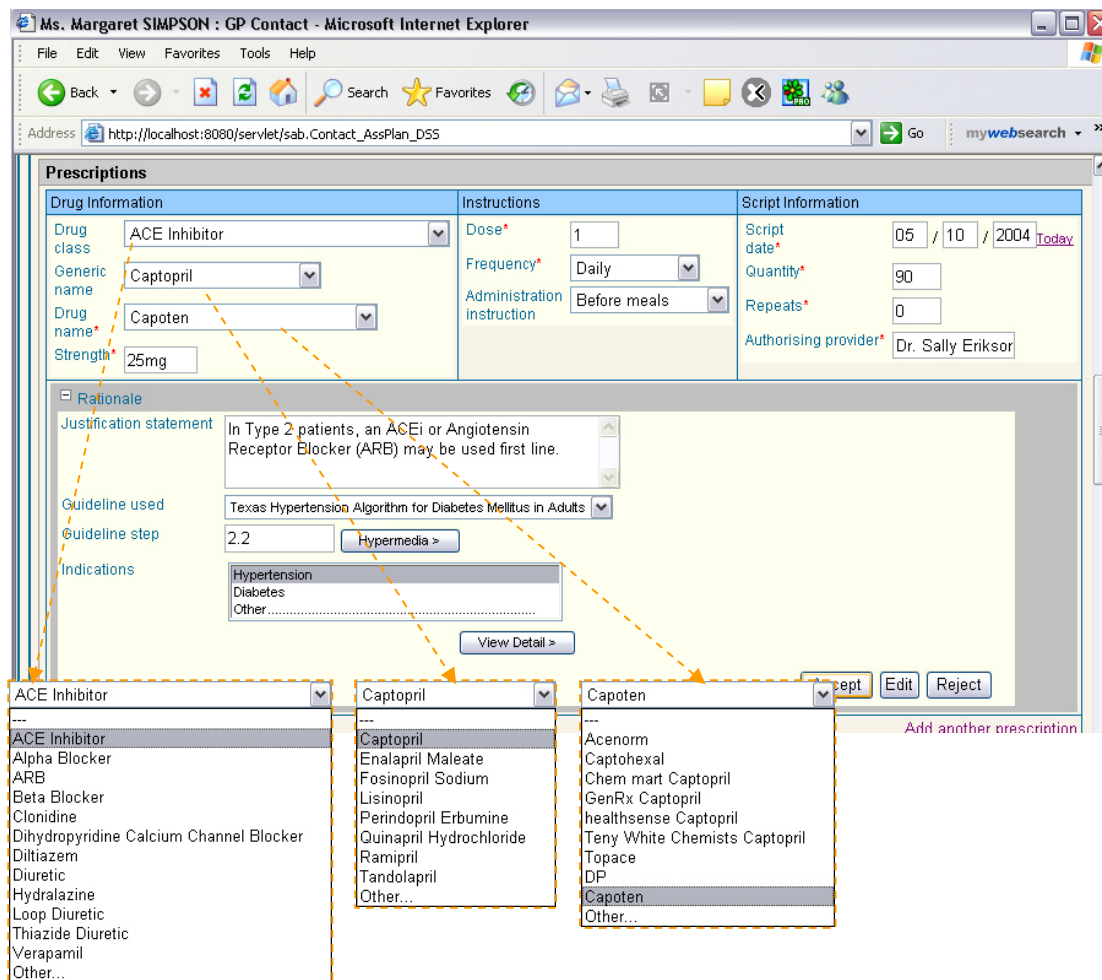 Ms. Margaret SIMPSON : GP Contact - Microsoft Internet Explorer
File Edit View Favorites Tools Help
Back Search Favorites PRO
Address http://localhost:8080/servlet/sab.Contact_AssPlan_DSS Go mywebsearch
Prescriptions
Drug Information Instructions Script Information
Drug class ACE Inhibitor
Generic name Captopril
Drug name* Capoten
Strength* 25mg
Dose* 1
Frequency* Daily
Administration instruction Before meals
Script date* 05 / 10 / 2004 Today
Quantity* 90
Repeats* 0
Authorising provider* Dr. Sally Eriksor
Rationale
Justification statement In Type 2 patients, an ACEi or Angiotensin
Receptor Blocker (ARB) may be used first line.
Guideline used Texas Hypertension Algorithm for Diabetes Mellitus in Adults
Guideline step 2.2 Hypermedia >
Indications Hypertension
Diabetes
Other......................................................................
View Detail >
Edit Reject
Add another prescription
ACE Inhibitor
---
ACE Inhibitor
Alpha Blocker
ARB
Beta Blocker
Clonidine
Dihydropyridine Calcium Channel Blocker
Diltiazem
Diuretic
Hydralazine
Loop Diuretic
Thiazide Diuretic
Verapamil
Other...
Captopril
---
Captopril
Enalapril Maleate
Fosinopril Sodium
Lisinopril
Perindopril Erbumine
Quinapril Hydrochloride
Ramipril
Tandolapril
Other...
Capoten
---
Acenorm
Captohexal
Chem mart Captopril
GenRx Captopril
healthsense Captopril
Teny White Chemists Captopril
Topace
DP
Capoten
Other...